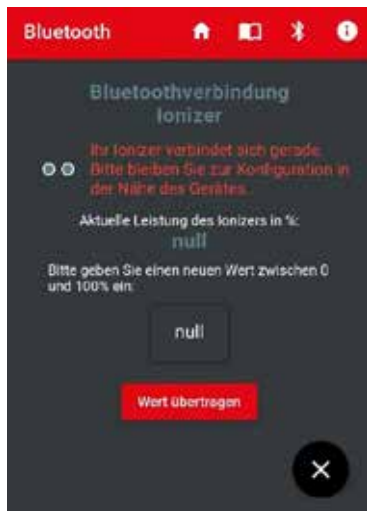 Bluetooth
Bluetoothverbindung
Ionizer
Ihr Ionizer verbindet sich gerade.
Bitte bleiben Sie zur Konfiguration in
der Nähe des Gerätes.
Aktuelle Leistung des Ionizers in %:
null
Bitte geben Sie einen neuen Wert zwischen 0
und 100% ein:
null
Wert übertragen